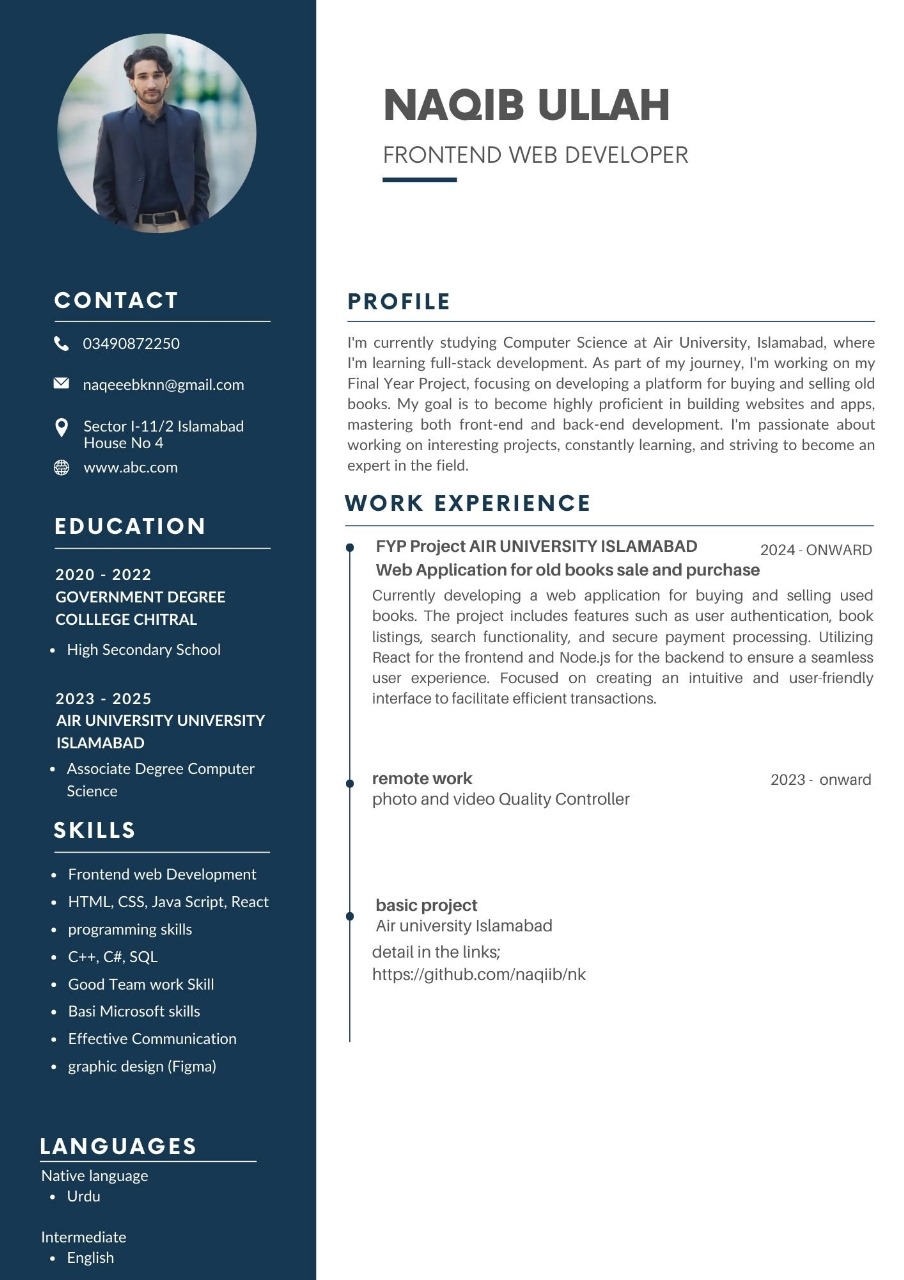 NAQIB ULLAH
FRONTEND WEB DEVELOPER
CONTACT
03490872250
naqeeebknn@gmail.com
Sector I-11/2 Islamabad
House No 4
www.abc.com
EDUCATION
2020 - 2022
GOVERNMENT DEGREE
COLLLEGE CHITRAL
• High Secondary School
2023 - 2025
AIR UNIVERSITY UNIVERSITY
ISLAMABAD
• Associate Degree Computer
Science
SKILLS
• Frontend web Development
• HTML, CSS, Java Script, React
• programming skills
• C++, C#, SQL
• Good Team work Skill
• Basi Microsoft skills
• Effective Communication
• graphic design (Figma)
LANGUAGES
Native language
• Urdu
Intermediate
• English
PROFILE
I'm currently studying Computer Science at Air University, Islamabad, where
I'm learning full-stack development. As part of my journey, I'm working on my
Final Year Project, focusing on developing a platform for buying and selling old
books. My goal is to become highly proficient in building websites and apps,
mastering both front-end and back-end development. I'm passionate about
working on interesting projects, constantly learning, and striving to become an
expert in the field.
WORK EXPERIENCE
FYP Project AIR UNIVERSITY ISLAMABAD 2024 - ONWARD
Web Application for old books sale and purchase
Currently developing a web application for buying and selling used
books. The project includes features such as user authentication, book
listings, search functionality, and secure payment processing. Utilizing
React for the frontend and Node.js for the backend to ensure a seamless
user experience. Focused on creating an intuitive and user-friendly
interface to facilitate efficient transactions.
remote work 2023 - onward
photo and video Quality Controller
basic project
Air university Islamabad
detail in the links;
https://github.com/naqiib/nk